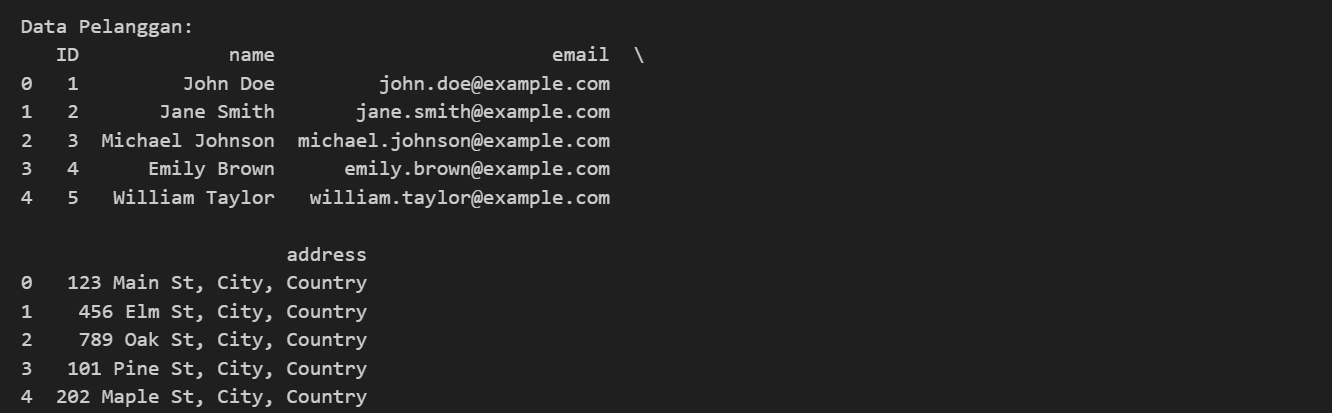 Data Pelanggan:
   ID             name                        email  \
0   1         John Doe         john.doe@example.com
1   2       Jane Smith       jane.smith@example.com
2   3  Michael Johnson  michael.johnson@example.com
3   4      Emily Brown      emily.brown@example.com
4   5   William Taylor   william.taylor@example.com

                       address
0   123 Main St, City, Country
1    456 Elm St, City, Country
2    789 Oak St, City, Country
3   101 Pine St, City, Country
4  202 Maple St, City, Country